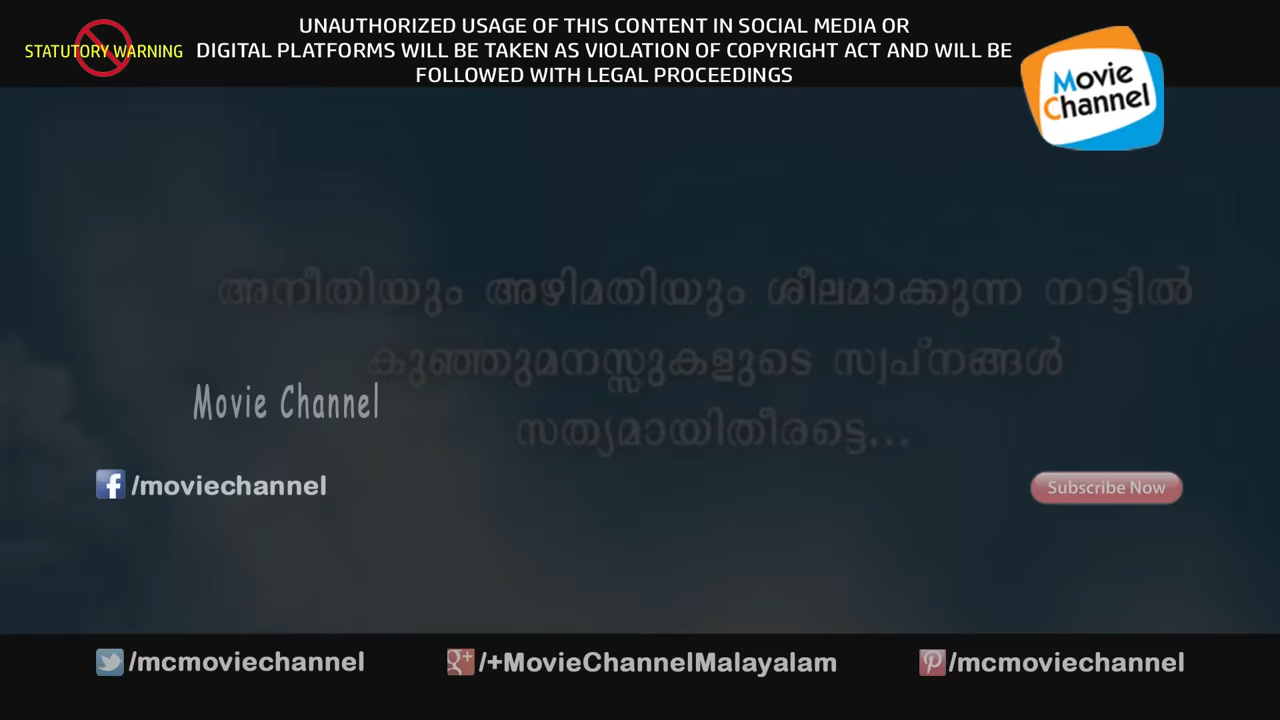 UNAUTHORIZED USAGE OF THIS CONTENT IN SOCIAL MEDIA OR
STATUTORY WARNING DIGITAL PLATFORMS WILL BE TAKEN AS VIOLATION OF COPYRIGHT ACT AND WILL BE
FOLLOWED WITH LEGAL PROCEEDINGS
Movie
Channel
അനീതിയും അഴിമതിയും ശീലമാക്കുന്ന നാട്ടിൽ
കുഞ്ഞുമനസ്സുകളുടെ സ്വപ്നങ്ങൾ
Movie Channel
സത്യമായിതീരട്ടെ...
/moviechannel
Subscribe Now
/mcmoviechannel
/+MovieChannelMalayalam
/mcmoviechannel